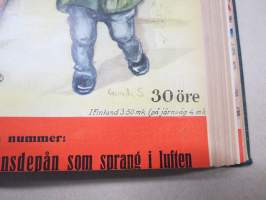 30 öre
I Finland 3:50 mk. (på järnväg 4 mk.
nummer:
nsdepån som sprang i luften